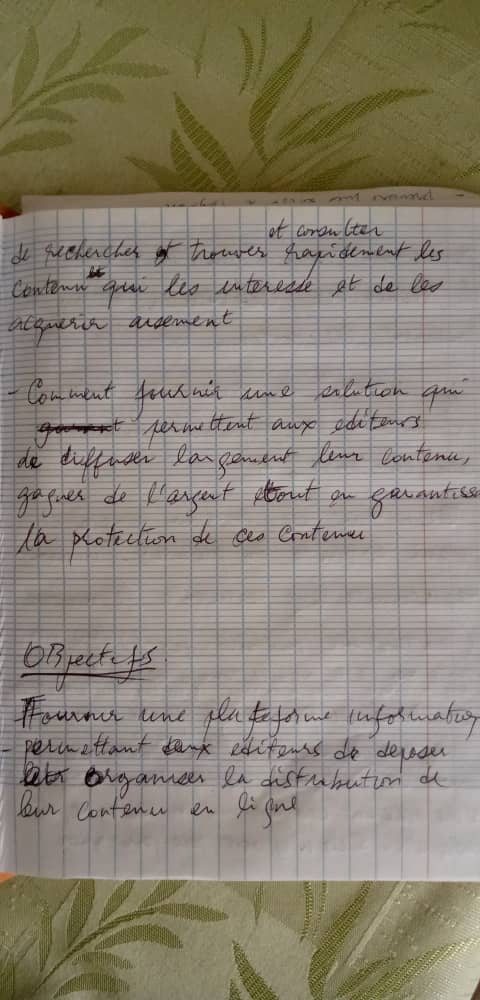 et consulter
de rechercher et trouver rapidement les
contenu qui les interesse et de les
acquerir aisement
- Comment fournir une solution qui
permettent aux editeurs
de diffuser largement leur contenu,
gagner de l'argent tout en garantissa
la protection de ces contenu
Objectifs.
Fournir une plateforme informatiq
- permettant aux editeurs de deposer
organiser la distribution de
leur contenu en ligne